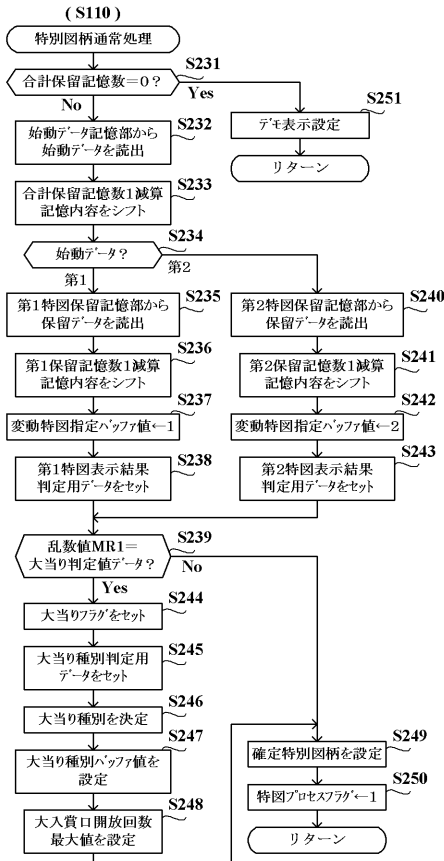 (S110)
特別図柄通常処理
S231
合計保留記憶数=0?
Yes
No
S251
デモ表示設定
リターン
S232
始動データ記憶部から
始動データを読出
S233
合計保留記憶数1減算
記憶内容をシフト
S234
始動データ?
第1
第2
S235
第1特図保留記憶部から
保留データを読出
S236
第1保留記憶数1減算
記憶内容をシフト
S237
変動特図指定バッファ値←1
S238
第1特図表示結果
判定用データをセット
S240
第2特図保留記憶部から
保留データを読出
S241
第2保留記憶数1減算
記憶内容をシフト
S242
変動特図指定バッファ値←2
S243
第2特図表示結果
判定用データをセット
S239
乱数値MR1=
大当り判定値データ?
No
Yes
S244
大当りフラグをセット
S245
大当り種別判定用
データをセット
S246
大当り種別を決定
S247
大当り種別バッファ値を
設定
S248
大入賞口開放回数
最大値を設定
S249
確定特別図柄を設定
S250
特図プロセスフラグ←1
リターン